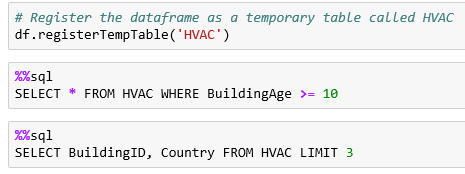 # Register the dataframe as a temporary table called HVAC
df.registerTempTable('HVAC')
%%sql
SELECT * FROM HVAC WHERE BuildingAge >= 10
%%sql
SELECT BuildingID, Country FROM HVAC LIMIT 3